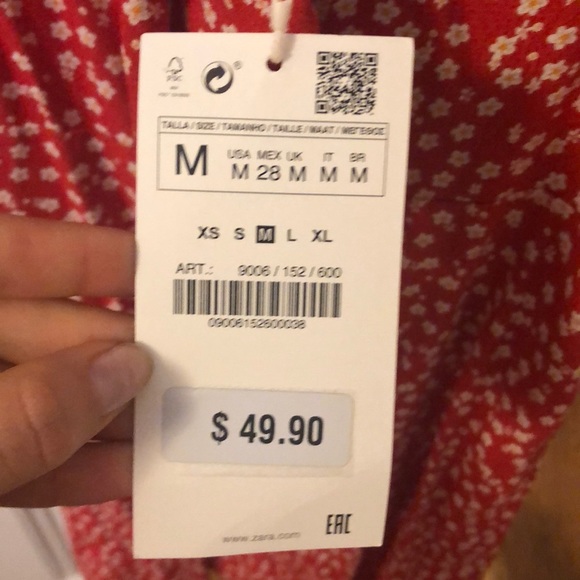 FSC
TALLA / SIZE / TAMANHO / TAILLE / MAAT / МЕГЕВОЕ
M
USA MEX UK IT BR
M 28 M M M
XS S M L XL
ART.: 9006 / 152 / 600
09006152600038
$ 49.90
EAC
www.zara.com